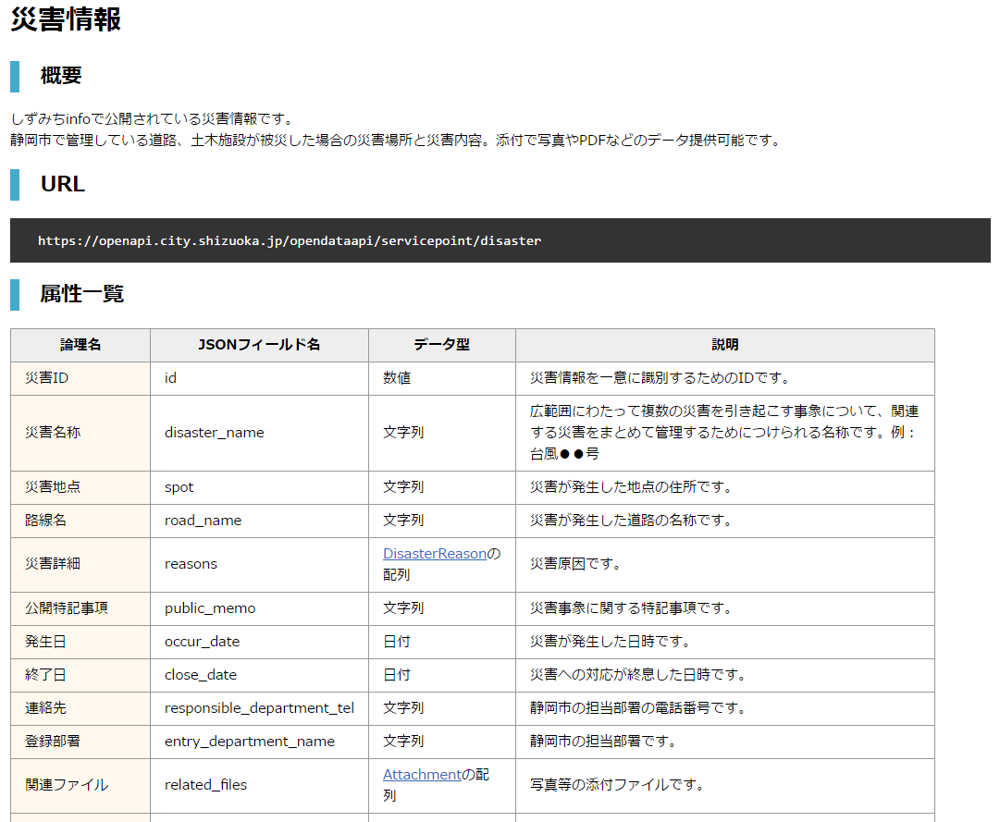 災害情報
概要
しずみちinfoで公開されている災害情報です。
静岡市で管理している道路、土木施設が被災した場合の災害場所と災害内容。添付で写真やPDFなどのデータ提供可能です。
URL
https://openapi.city.shizuoka.jp/opendataapi/servicepoint/disaster
属性一覧
論理名 JSONフィールド名 データ型 説明
災害ID id 数値 災害情報を一意に識別するためのIDです。
災害名称 disaster_name 文字列 広範囲にわたって複数の災害を引き起こす事象について、関連
する災害をまとめて管理するためにつけられる名称です。例：
台風●●号
災害地点 spot 文字列 災害が発生した地点の住所です。
路線名 road_name 文字列 災害が発生した道路の名称です。
災害詳細 reasons DisasterReasonの
配列 災害原因です。
公開特記事項 public_memo 文字列 災害事象に関する特記事項です。
発生日 occur_date 日付 災害が発生した日時です。
終了日 close_date 日付 災害への対応が終息した日時です。
連絡先 responsible_department_tel 文字列 静岡市の担当部署の電話番号です。
登録部署 entry_department_name 文字列 静岡市の担当部署です。
関連ファイル related_files Attachmentの配
列 写真等の添付ファイルです。